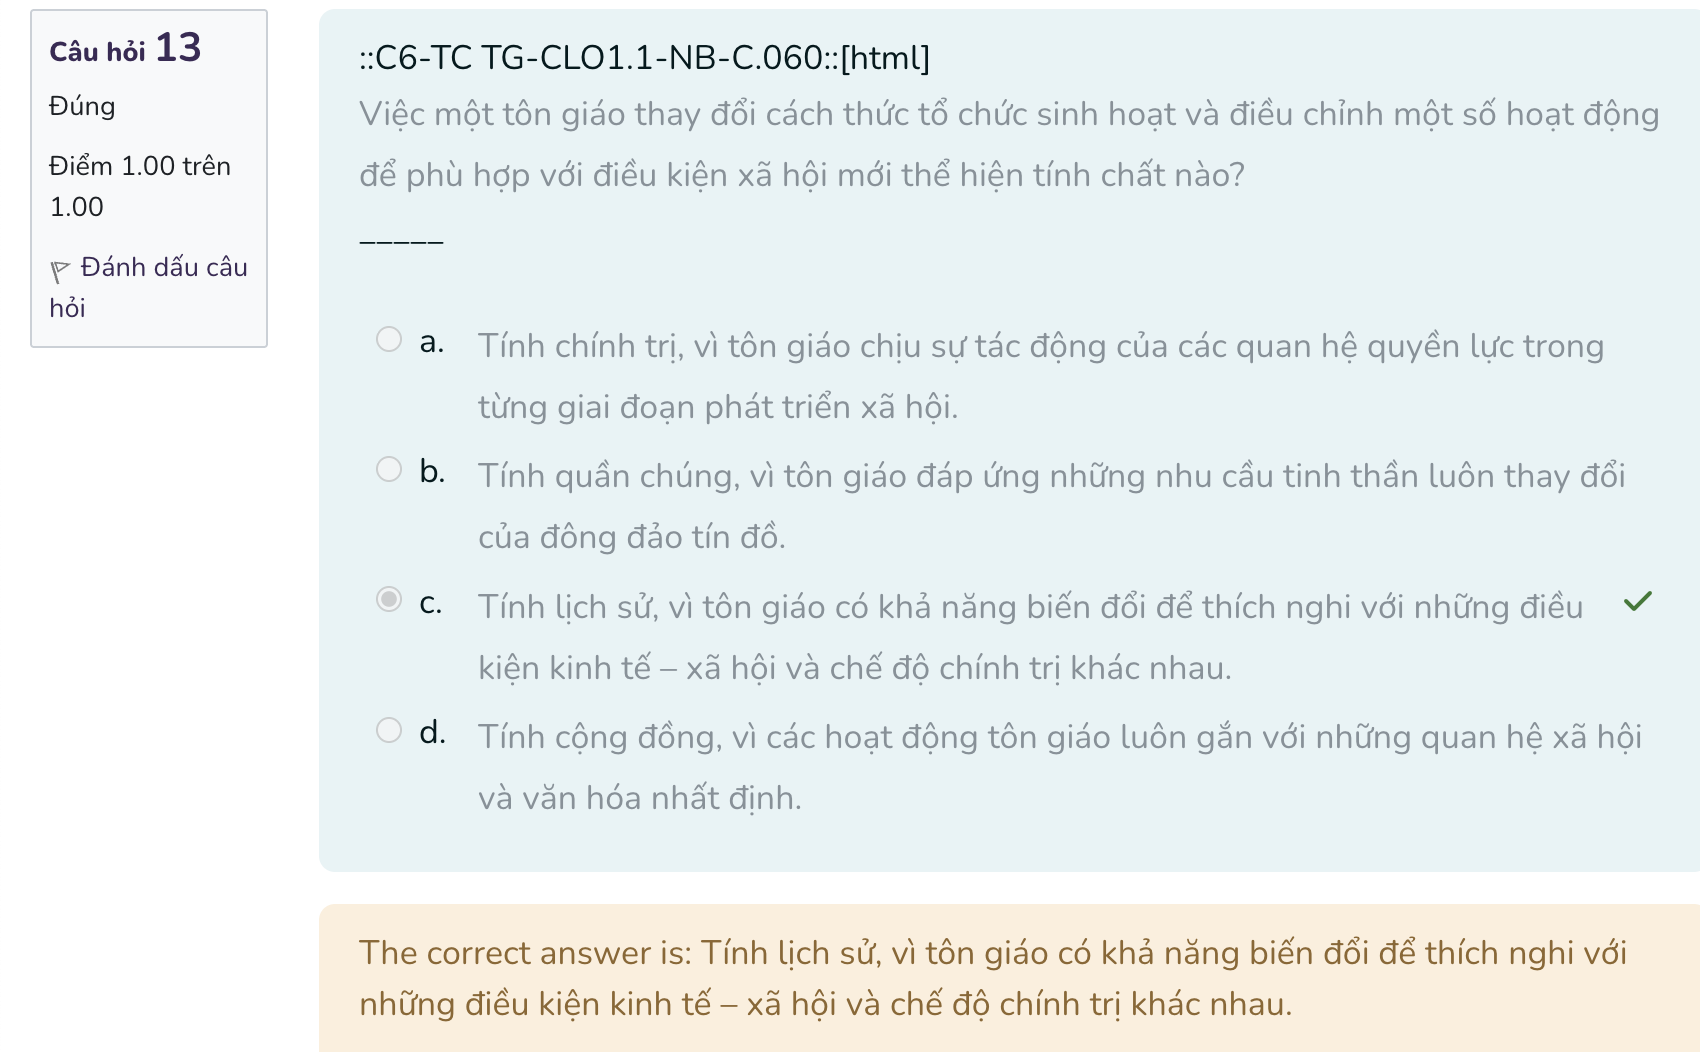 Câu hỏi 13
Đúng
Điểm 1.00 trên
1.00
Đánh dấu câu
hỏi
::C6-TC TG-CLO1.1-NB-C.060::[html]
Việc một tôn giáo thay đổi cách thức tổ chức sinh hoạt và điều chỉnh một số hoạt động
để phù hợp với điều kiện xã hội mới thể hiện tính chất nào?
_____
a. Tính chính trị, vì tôn giáo chịu sự tác động của các quan hệ quyền lực trong
từng giai đoạn phát triển xã hội.
b. Tính quần chúng, vì tôn giáo đáp ứng những nhu cầu tinh thần luôn thay đổi
của đông đảo tín đồ.
c. Tính lịch sử, vì tôn giáo có khả năng biến đổi để thích nghi với những điều
kiện kinh tế – xã hội và chế độ chính trị khác nhau.
d. Tính cộng đồng, vì các hoạt động tôn giáo luôn gắn với những quan hệ xã hội
và văn hóa nhất định.
The correct answer is: Tính lịch sử, vì tôn giáo có khả năng biến đổi để thích nghi với
những điều kiện kinh tế – xã hội và chế độ chính trị khác nhau.